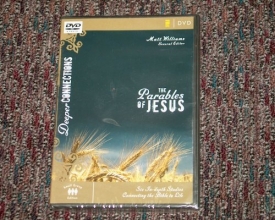 DVD
DVD
Matt Williams
General Editor
THE
Parables
OF JESUS
Deeper CONNECTIONS
Six In-depth Studies
Connecting the Bible to Life